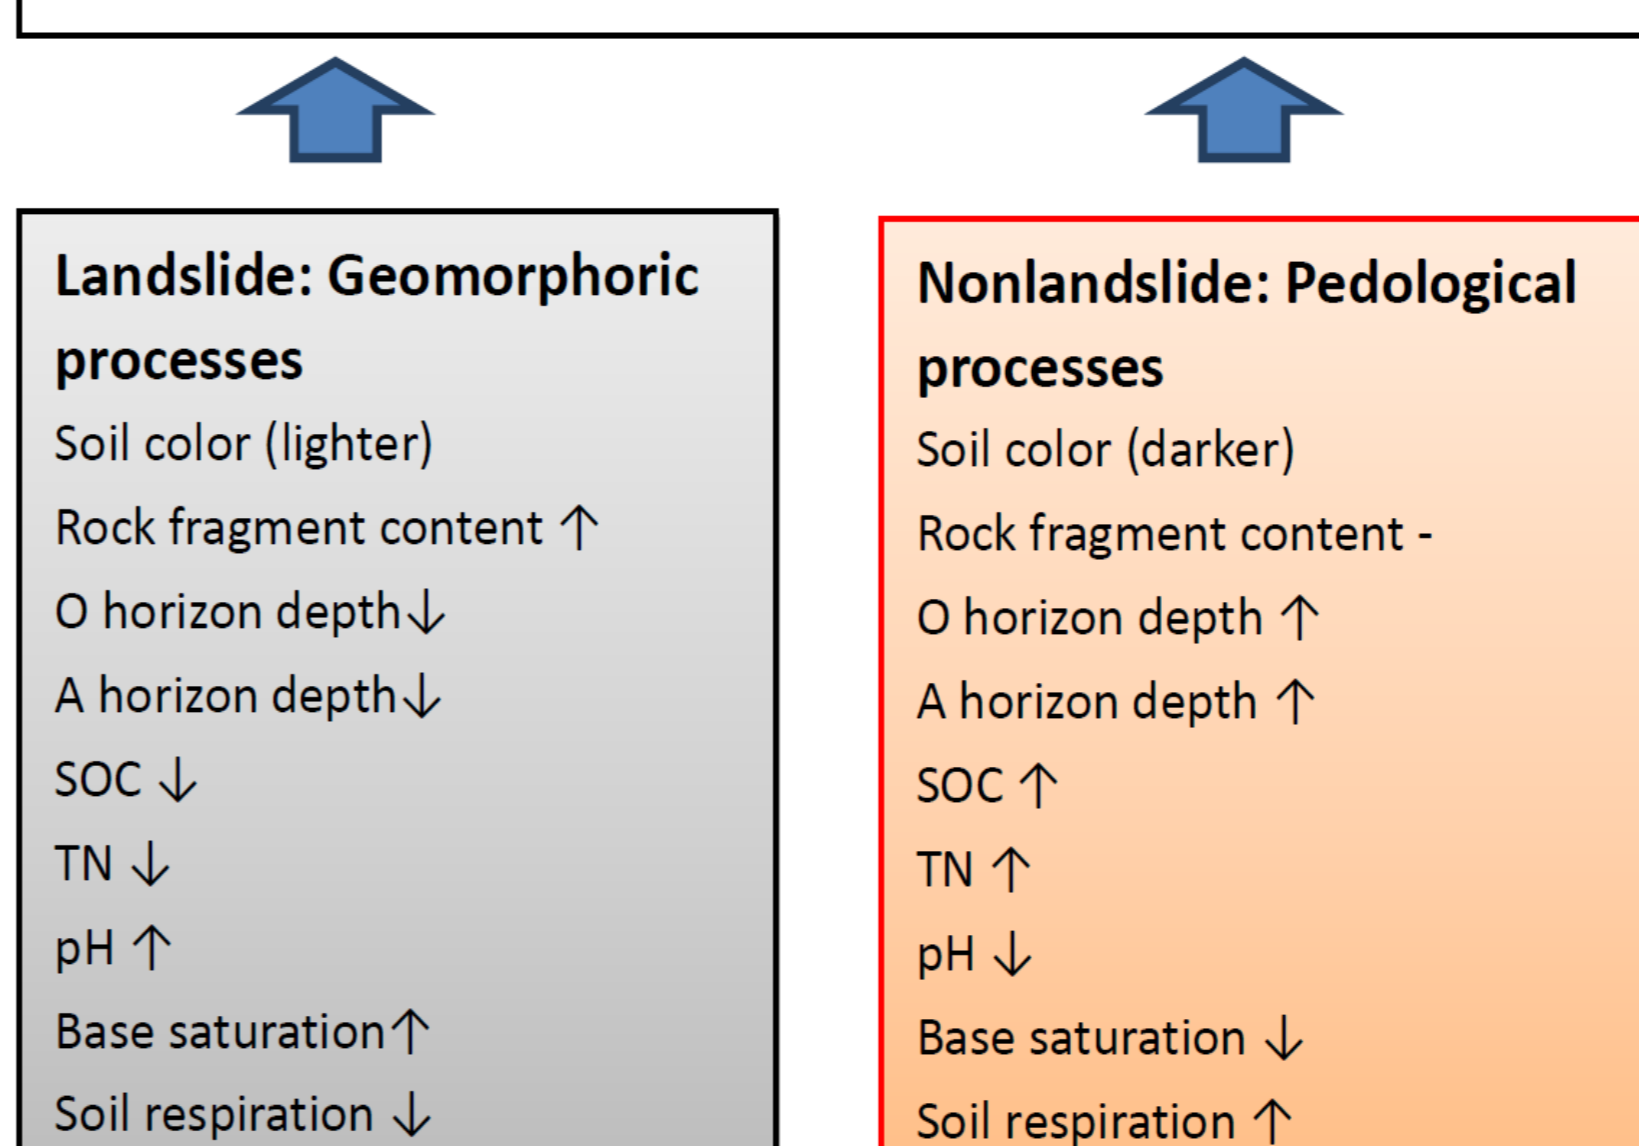 Landslide: Geomorphoric
processes
Soil color (lighter)
Rock fragment content ↑
O horizon depth↓
A horizon depth↓
SOC ↓
TN ↓
pH ↑
Base saturation↑
Soil respiration ↓
Nonlandslide: Pedological
processes
Soil color (darker)
Rock fragment content -
O horizon depth ↑
A horizon depth ↑
SOC ↑
TN ↑
pH ↓
Base saturation ↓
Soil respiration ↑